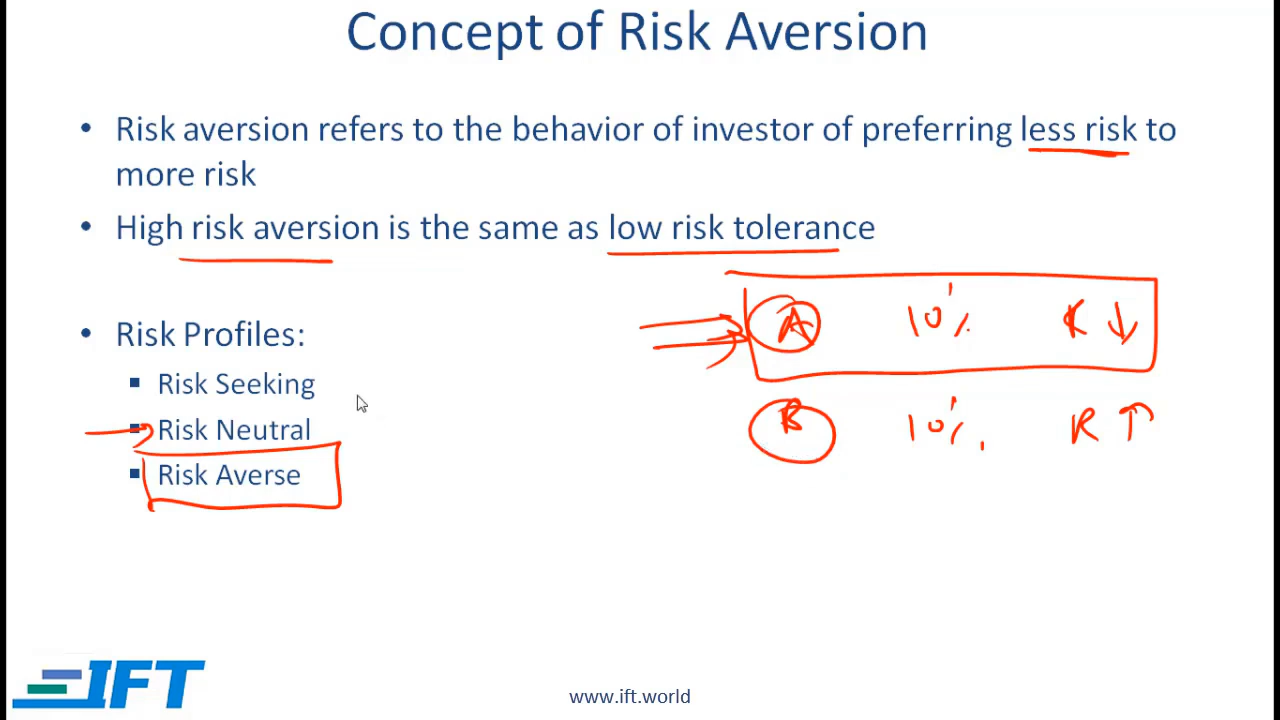 Concept of Risk Aversion
• Risk aversion refers to the behavior of investor of preferring less risk to
more risk
• High risk aversion is the same as low risk tolerance
• Risk Profiles:
▪ Risk Seeking
▪ Risk Neutral
▪ Risk Averse
A 10% R ↓
B 10% R ↑
IFT
www.ift.world